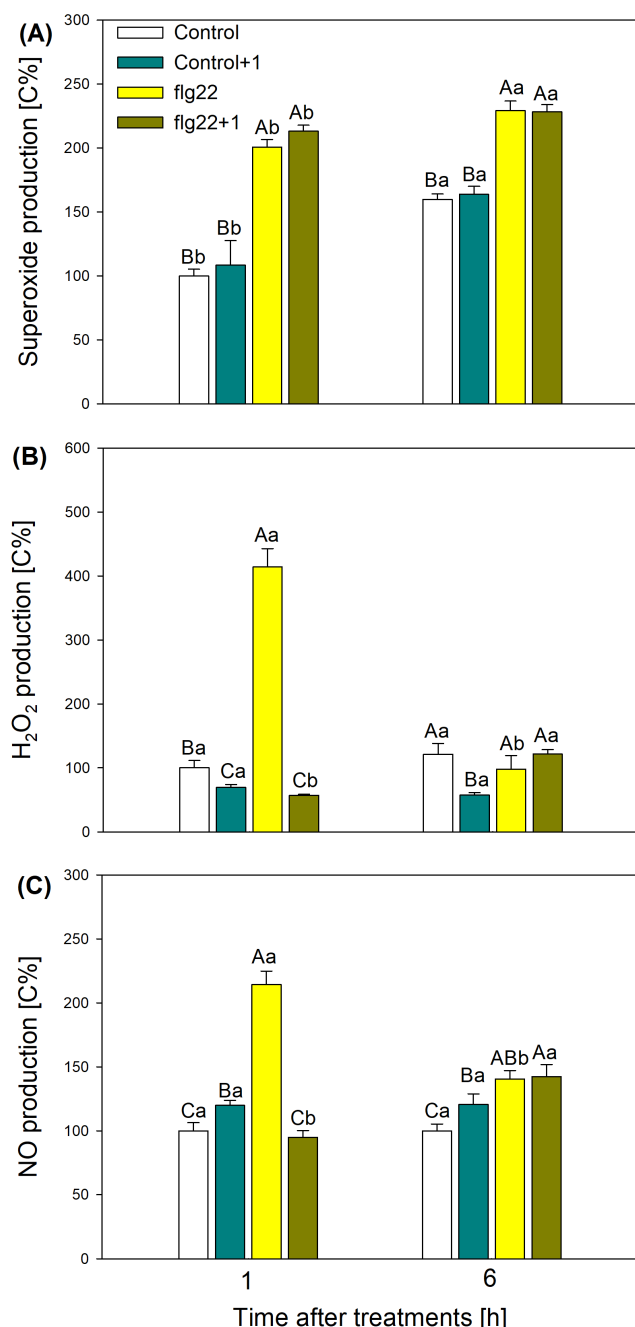 (A)
Superoxide production [C%]
300
250
200
150
100
50
0
Control
Control+1
flg22
flg22+1
Bb
Bb
Ab
Ab
Ba
Ba
Aa
Aa
(B)
H₂O₂ production [C%]
600
500
400
300
200
100
0
Ba
Ca
Aa
Cb
Aa
Ba
Ab
Aa
(C)
NO production [C%]
300
250
200
150
100
50
0
Ca
Ba
Aa
Cb
Ca
Ba
ABb
Aa
1
6
Time after treatments [h]